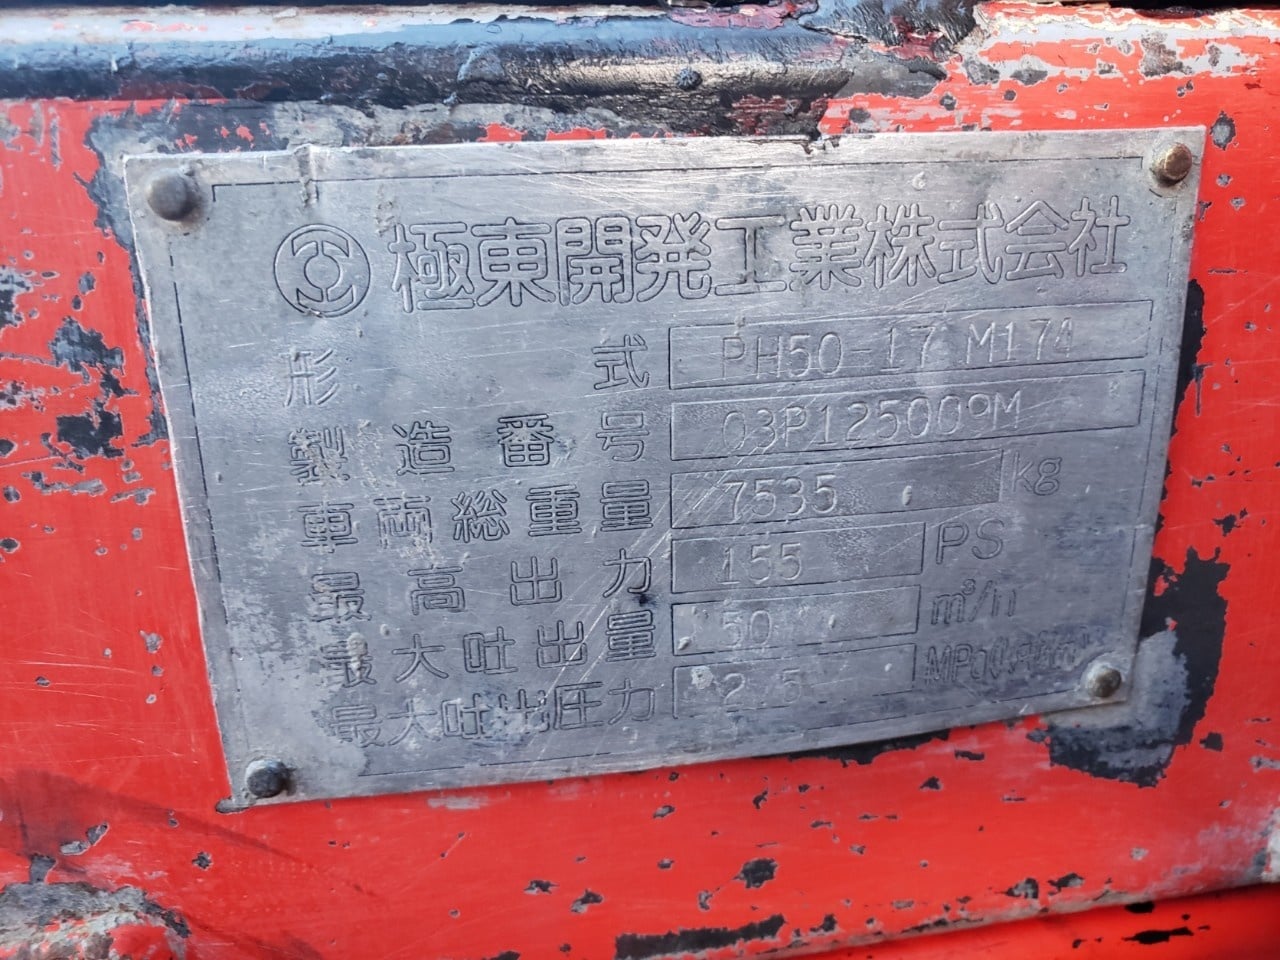 極東開発工業株式会社
形式 PH50-17 M174
製造番号 03P125009M
車両総重量 7535 kg
最高出力 155 PS
最大吐出量 50 m³/h
最大吐出圧力 2.5